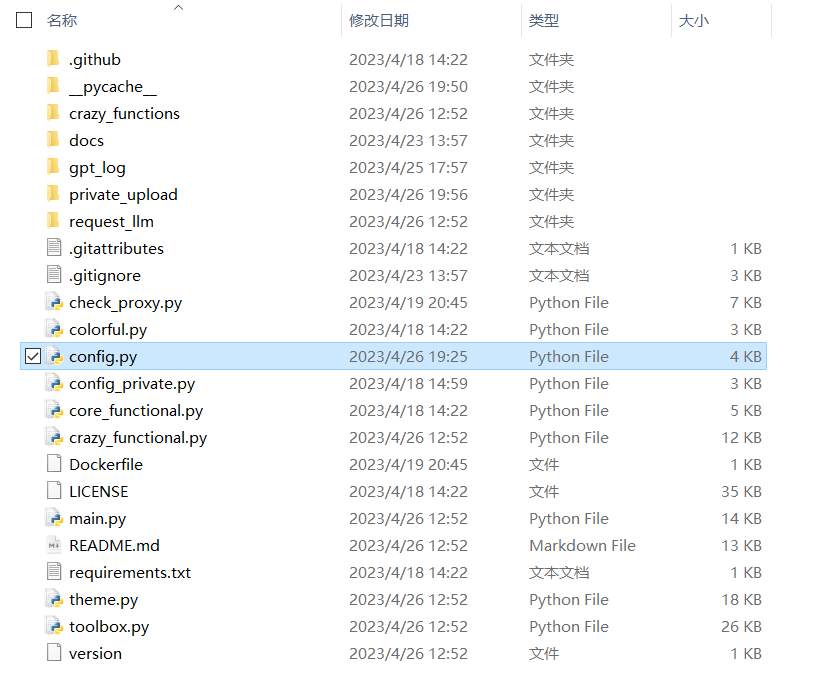 名称 修改日期 类型 大小
.github 2023/4/18 14:22 文件夹
__pycache__ 2023/4/26 19:50 文件夹
crazy_functions 2023/4/26 12:52 文件夹
docs 2023/4/23 13:57 文件夹
gpt_log 2023/4/25 17:57 文件夹
private_upload 2023/4/26 19:56 文件夹
request_llm 2023/4/26 12:52 文件夹
.gitattributes 2023/4/18 14:22 文本文档 1 KB
.gitignore 2023/4/23 13:57 文本文档 3 KB
check_proxy.py 2023/4/19 20:45 Python File 7 KB
colorful.py 2023/4/18 14:22 Python File 3 KB
config.py 2023/4/26 19:25 Python File 4 KB
config_private.py 2023/4/18 14:59 Python File 3 KB
core_functional.py 2023/4/18 14:22 Python File 5 KB
crazy_functional.py 2023/4/26 12:52 Python File 12 KB
Dockerfile 2023/4/19 20:45 文件 1 KB
LICENSE 2023/4/18 14:22 文件 35 KB
main.py 2023/4/26 12:52 Python File 14 KB
README.md 2023/4/26 12:52 Markdown File 13 KB
requirements.txt 2023/4/18 14:22 文本文档 1 KB
theme.py 2023/4/26 12:52 Python File 18 KB
toolbox.py 2023/4/26 12:52 Python File 26 KB
version 2023/4/26 12:52 文件 1 KB